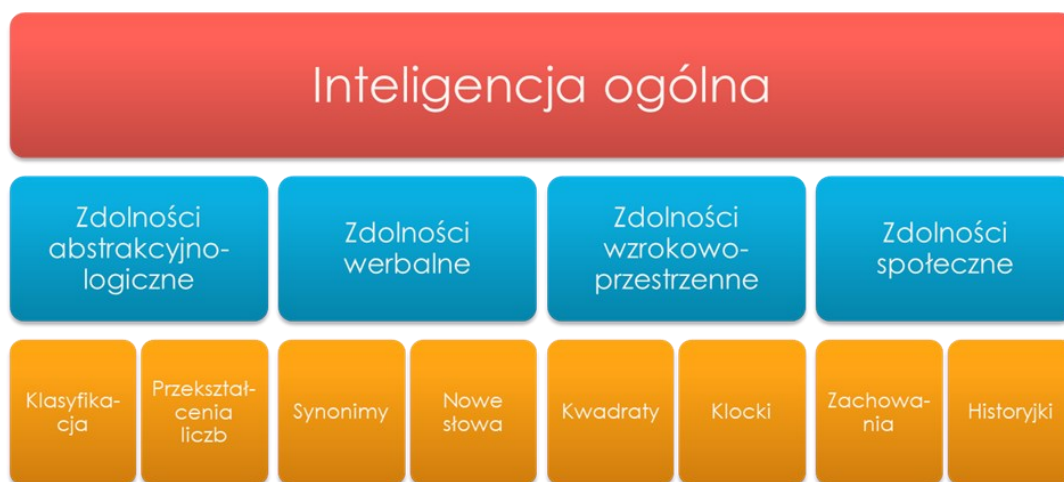 Inteligencja ogólna
Zdolności
abstrakcyjno-
logiczne
Zdolności
werbalne
Zdolności
wzrokowo-
przestrzenne
Zdolności
społeczne
Klasyfika-
cja
Przekształ-
cenia
liczb
Synonimy
Nowe
słowa
Kwadraty
Klocki
Zachowa-
nia
Historyjki